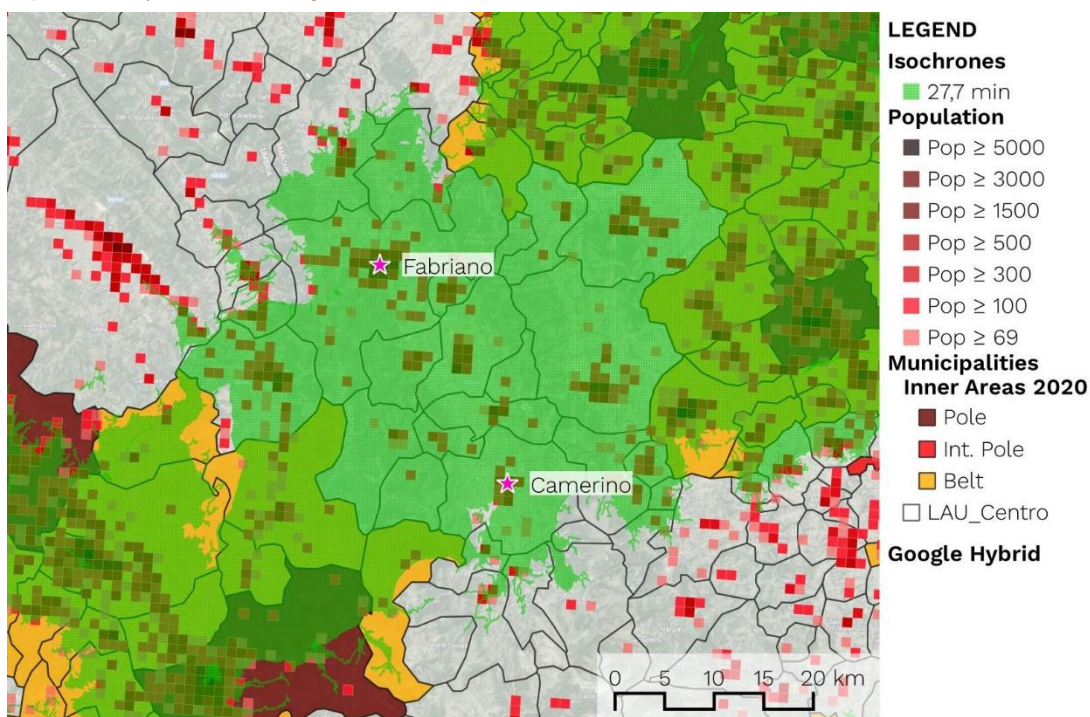 LEGEND
Isochrones
27,7 min
Population
Pop ≥ 5000
Pop ≥ 3000
Pop ≥ 1500
Pop ≥ 500
Pop ≥ 300
Pop ≥ 100
Pop ≥ 69
Municipalities
Inner Areas 2020
Pole
Int. Pole
Belt
LAU_Centro
Google Hybrid
Fabriano
Camerino
0 5 10 15 20 km